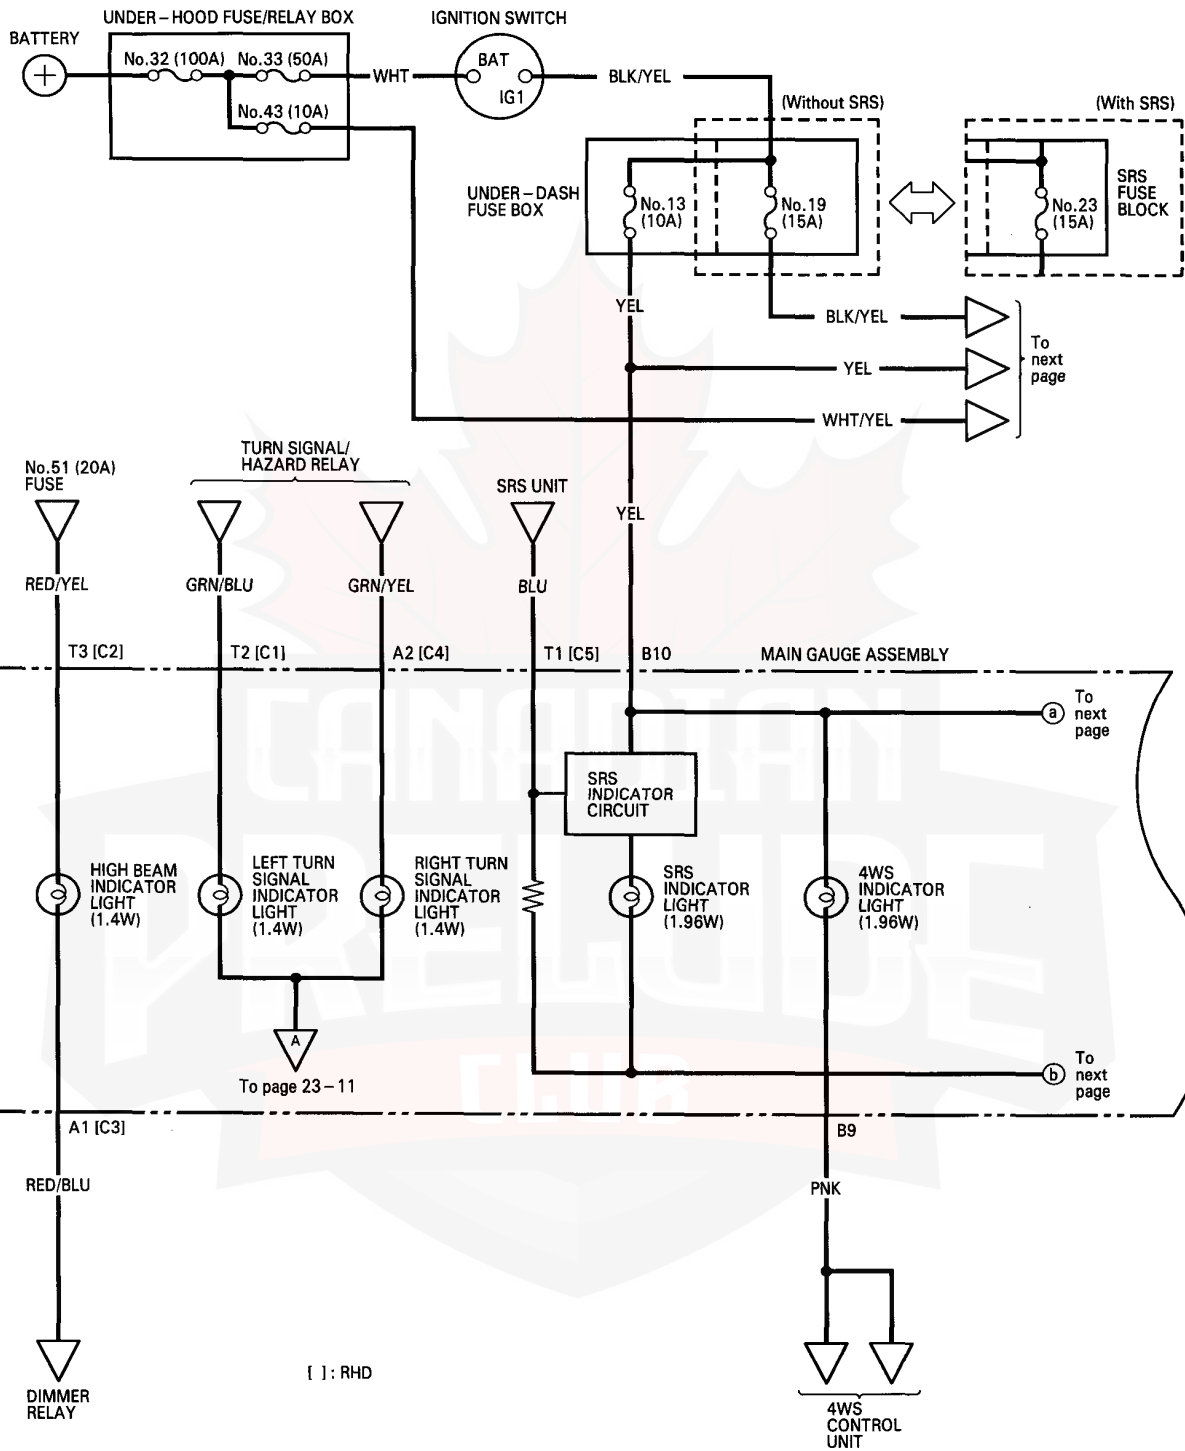 UNDER-HOOD FUSE/RELAY BOX
IGNITION SWITCH
BATTERY
+
No.32 (100A)
No.33 (50A)
No.43 (10A)
WHT
BAT
IG1
BLK/YEL
(Without SRS)
(With SRS)
UNDER-DASH
FUSE BOX
No.13
(10A)
No.19
(15A)
No.23
(15A)
SRS
FUSE
BLOCK
YEL
BLK/YEL
YEL
WHT/YEL
To
next
page
No.51 (20A)
FUSE
TURN SIGNAL/
HAZARD RELAY
SRS UNIT
YEL
RED/YEL
GRN/BLU
GRN/YEL
BLU
T3 [C2]
T2 [C1]
A2 [C4]
T1 [C5]
B10
MAIN GAUGE ASSEMBLY
a
To
next
page
CANADIAN
PRELUDE
CLUB
SRS
INDICATOR
CIRCUIT
HIGH BEAM
INDICATOR
LIGHT
(1.4W)
LEFT TURN
SIGNAL
INDICATOR
LIGHT
(1.4W)
RIGHT TURN
SIGNAL
INDICATOR
LIGHT
(1.4W)
SRS
INDICATOR
LIGHT
(1.96W)
4WS
INDICATOR
LIGHT
(1.96W)
A
To page 23-11
b
To
next
page
A1 [C3]
B9
RED/BLU
PNK
DIMMER
RELAY
[ ] : RHD
4WS
CONTROL
UNIT